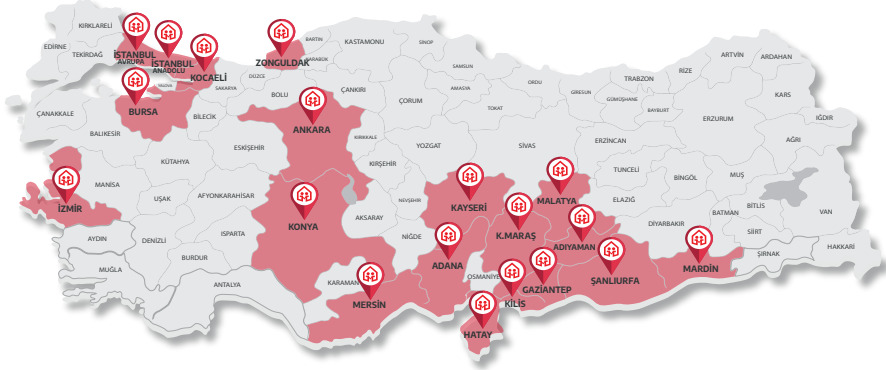 KIRKLARELİ
EDİRNE
TEKİRDAĞ
İSTANBUL
AVRUPA
İSTANBUL
ANADOLU
KOCAELİ
YALOVA
SAKARYA
DÜZCE
ZONGULDAK
BARTIN
KARABÜK
KASTAMONU
SİNOP
SAMSUN
ORDU
GİRESUN
TRABZON
RİZE
ARTVİN
ARDAHAN
KARS
IĞDIR
ÇANAKKALE
BURSA
BİLECİK
BOLU
ÇANKIRI
ÇORUM
AMASYA
TOKAT
GÜMÜŞHANE
BAYBURT
ERZURUM
AĞRI
BALIKESİR
KÜTAHYA
ESKİŞEHİR
ANKARA
KIRIKKALE
YOZGAT
SİVAS
ERZİNCAN
TUNCELİ
BİNGÖL
MUŞ
MANİSA
İZMİR
UŞAK
AFYONKARAHİSAR
KIRŞEHİR
NEVŞEHİR
KAYSERİ
MALATYA
ELAZIĞ
DİYARBAKIR
BATMAN
BİTLİS
VAN
AYDIN
DENİZLİ
ISPARTA
KONYA
AKSARAY
NİĞDE
K.MARAŞ
ADIYAMAN
SİİRT
ŞIRNAK
HAKKARİ
MUĞLA
BURDUR
ANTALYA
KARAMAN
MERSİN
ADANA
OSMANİYE
GAZİANTEP
ŞANLIURFA
MARDİN
KİLİS
HATAY